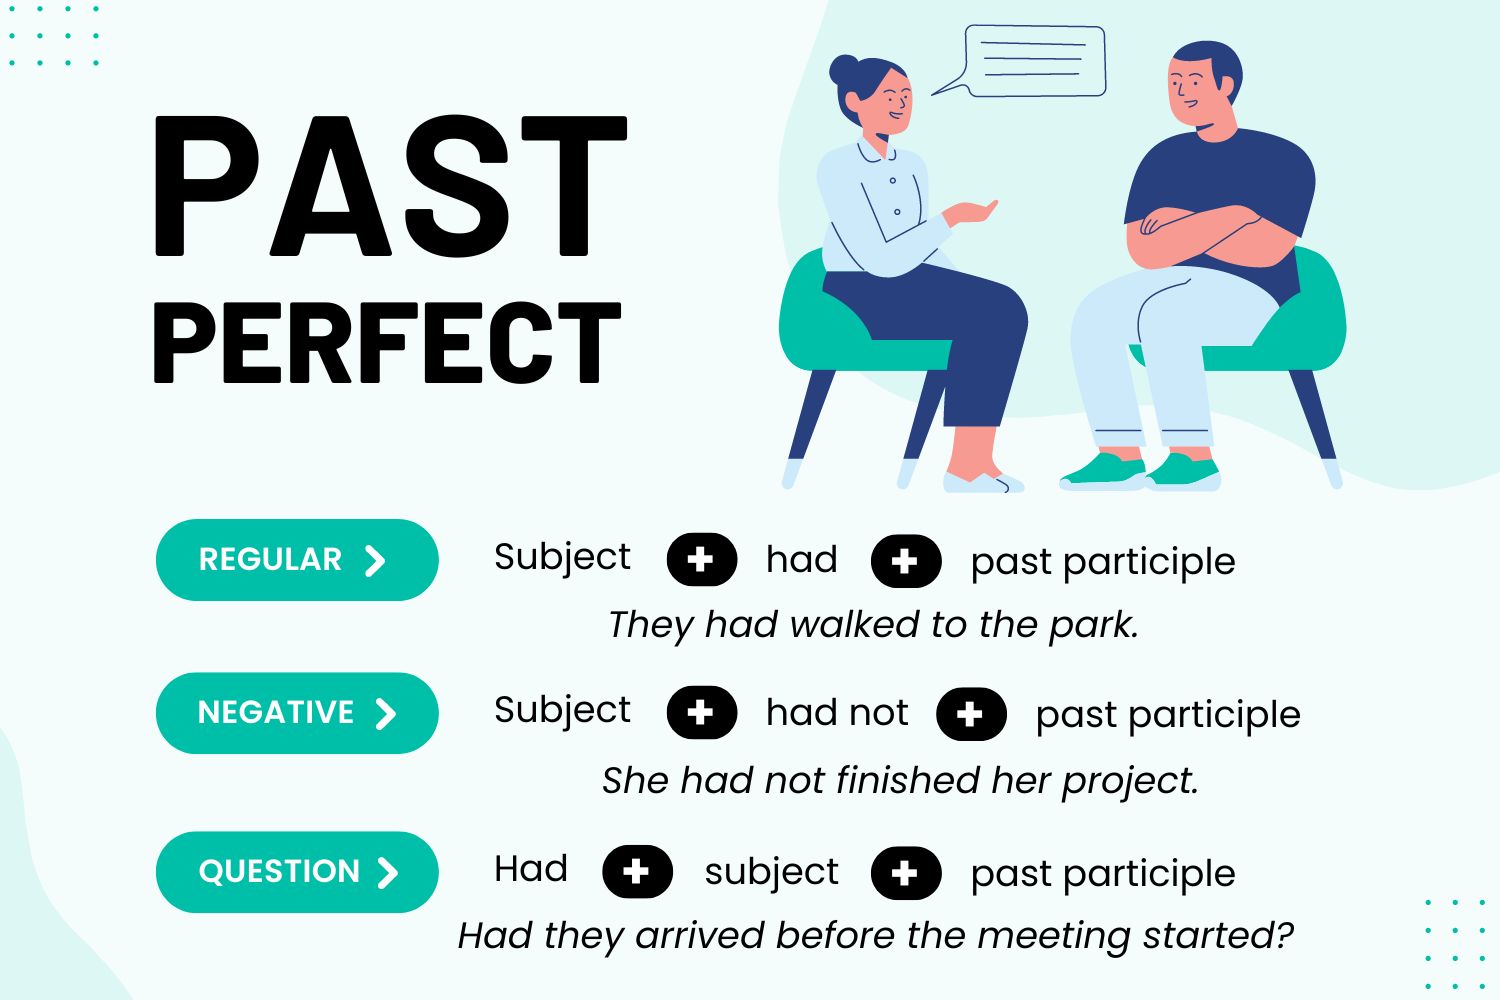 PAST
PERFECT
REGULAR
Subject + had + past participle
They had walked to the park.
NEGATIVE
Subject + had not + past participle
She had not finished her project.
QUESTION
Had + subject + past participle
Had they arrived before the meeting started?